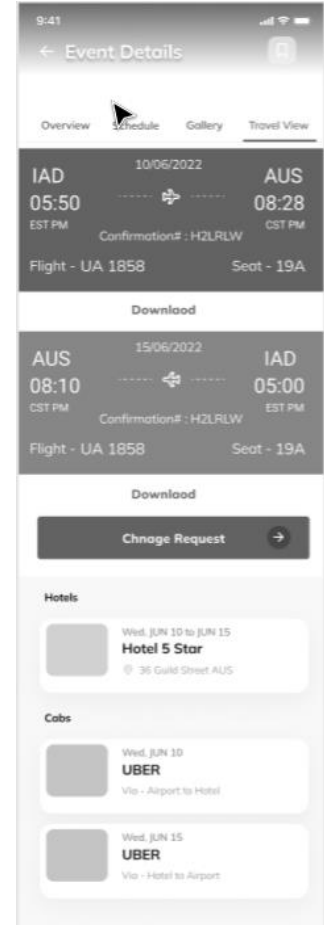 9:41
← Event Details
Overview Schedule Gallery Travel View
10/06/2022
IAD AUS
05:50 08:28
EST PM CST PM
Confirmation# : H2LRLW
Flight - UA 1858 Seat - 19A
Downlaod
15/06/2022
AUS IAD
08:10 05:00
CST PM EST PM
Confirmation# : H2LRLW
Flight - UA 1858 Seat - 19A
Downlaod
Chnage Request
Hotels
Wed, JUN 10 to JUN 15
Hotel 5 Star
36 Guild Street AUS
Cabs
Wed, JUN 10
UBER
Via - Airport to Hotel
Wed, JUN 15
UBER
Via - Hotel to Airport